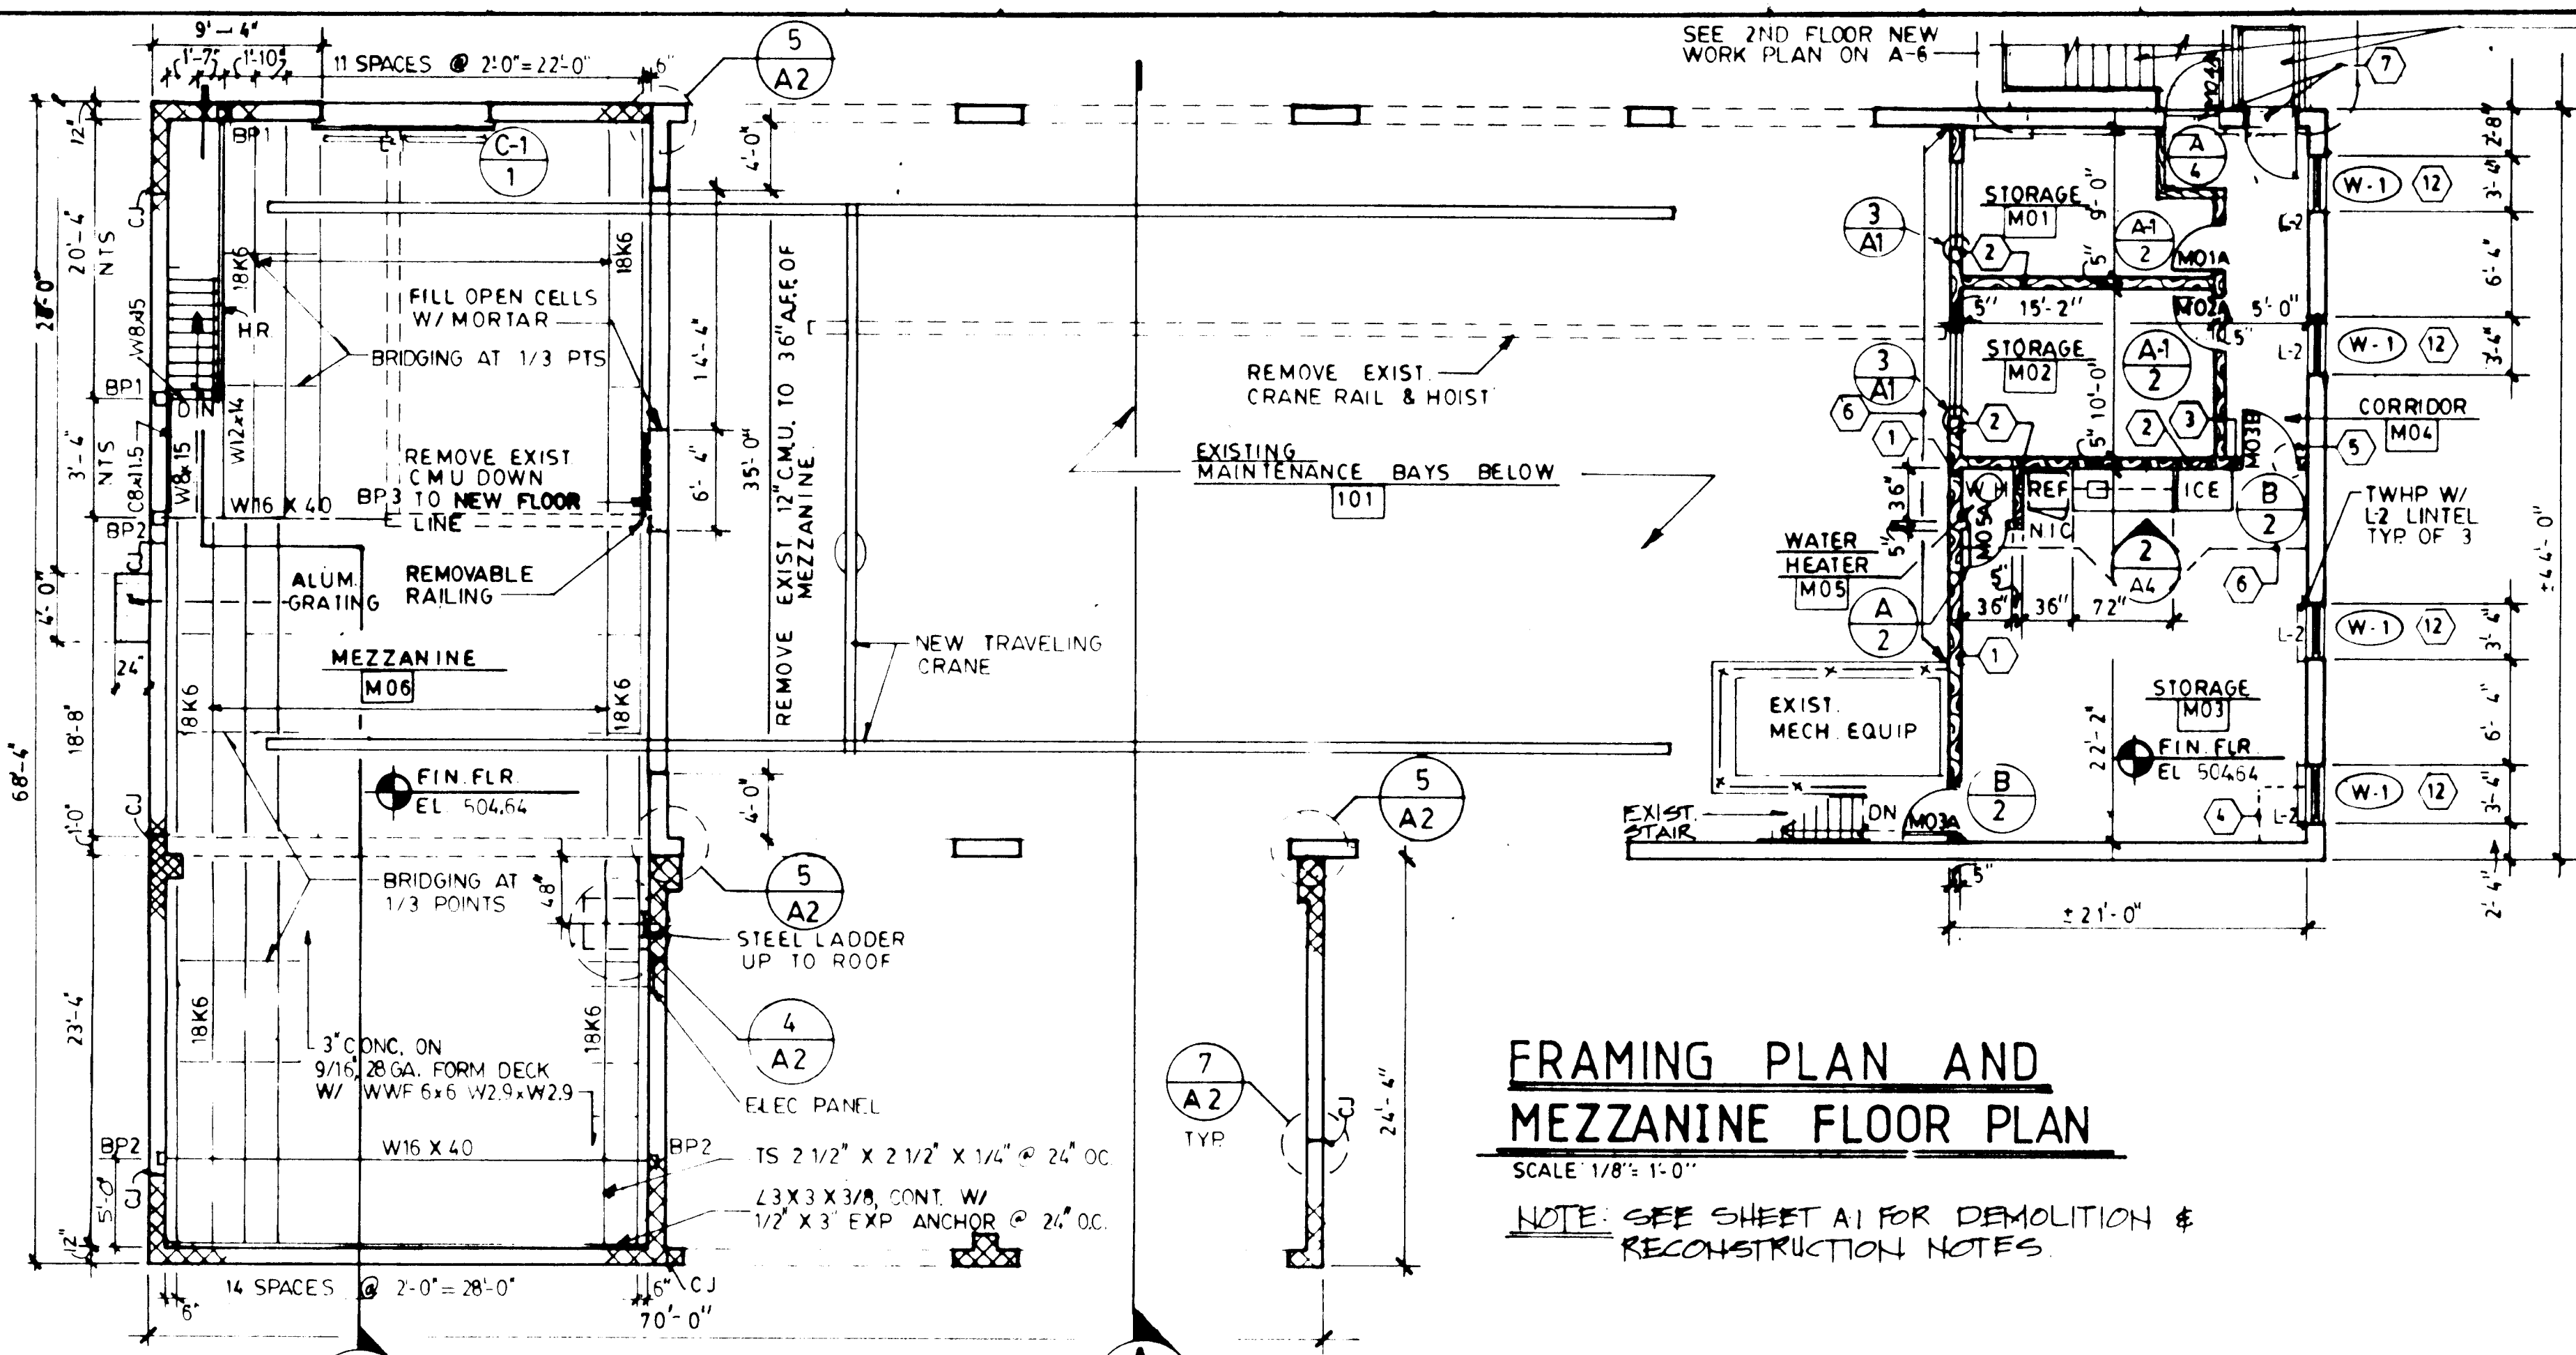 9'-4"
1'-7" 1'-10"
11 SPACES @ 2'-0" = 22'-0"
6"
5
A2
SEE 2ND FLOOR NEW
WORK PLAN ON A-6
7
12"
BP1
C-1
1
4'-0"
A
4
2'-8"
W-1 12
3'-4"
STORAGE
M01
9'-0"
3
A1
2
A-1
2
M01A
L-2
6'-4"
CJ
20'-4"
NTS
28'-0"
18K6
18K6
FILL OPEN CELLS
W/ MORTAR
HR
W8x15
BRIDGING AT 1/3 PTS
14'-4"
REMOVE EXIST 12" C.M.U. TO 36" A.F.F. OF
MEZZANINE
35'-0"
REMOVE EXIST.
CRANE RAIL & HOIST
5"
5" 15'-2"
M02A
5'-0"
5"
STORAGE
M02
10'-0"
A-1
2
L-2
W-1 12
3'-4"
3
A1
6
1
2
5"
2
3
M03B
CORRIDOR
M04
5
BP1
DN
W12x14
3'-4"
NTS
C8x11.5
W8x15
REMOVE EXIST
CMU DOWN
TO NEW FLOOR
LINE
BP3
W16 X 40
6'-4"
EXISTING
MAINTENANCE BAYS BELOW
101
36"
5"
W H
REF
ICE
N.I.C
M05A
B
2
TWHP W/
L-2 LINTEL
TYP. OF 3
BP2
CJ
ALUM.
GRATING
REMOVABLE
RAILING
WATER
HEATER
M05
2
A4
6
4'-0"
24"
A
2
5"
36" 36" 72"
L-2
W-1 12
3'-4"
±44'-0"
MEZZANINE
M06
NEW TRAVELING
CRANE
1
18K6
18K6
EXIST.
MECH. EQUIP
STORAGE
M03
22'-2"
6'-4"
18'-8"
68'-4"
FIN. FLR.
EL 504.64
FIN. FLR.
EL 504.64
4'-0"
5
A2
EXIST.
STAIR
DN
M03A
B
2
4
L-2
W-1 12
3'-4"
CJ
1'-0"
BRIDGING AT
1/3 POINTS
48"
5
A2
5"
±21'-0"
2'-4"
STEEL LADDER
UP TO ROOF
23'-4"
18K6
18K6
3" CONC. ON
9/16", 28 GA. FORM DECK
W/ WWF 6x6 W2.9xW2.9
4
A2
ELEC PANEL
7
A2
TYP.
CJ
24'-4"
FRAMING PLAN AND
MEZZANINE FLOOR PLAN
SCALE 1/8" = 1'-0"
NOTE: SEE SHEET A1 FOR DEMOLITION &
RECONSTRUCTION NOTES.
BP2
W16 X 40
BP2
TS 2 1/2" X 2 1/2" X 1/4" @ 24" OC
∠3 X 3 X 3/8, CONT. W/
1/2" X 3" EXP ANCHOR @ 24" O.C.
CJ
5'-0"
12"
14 SPACES @ 2'-0" = 28'-0"
6"
6"
CJ
70'-0"